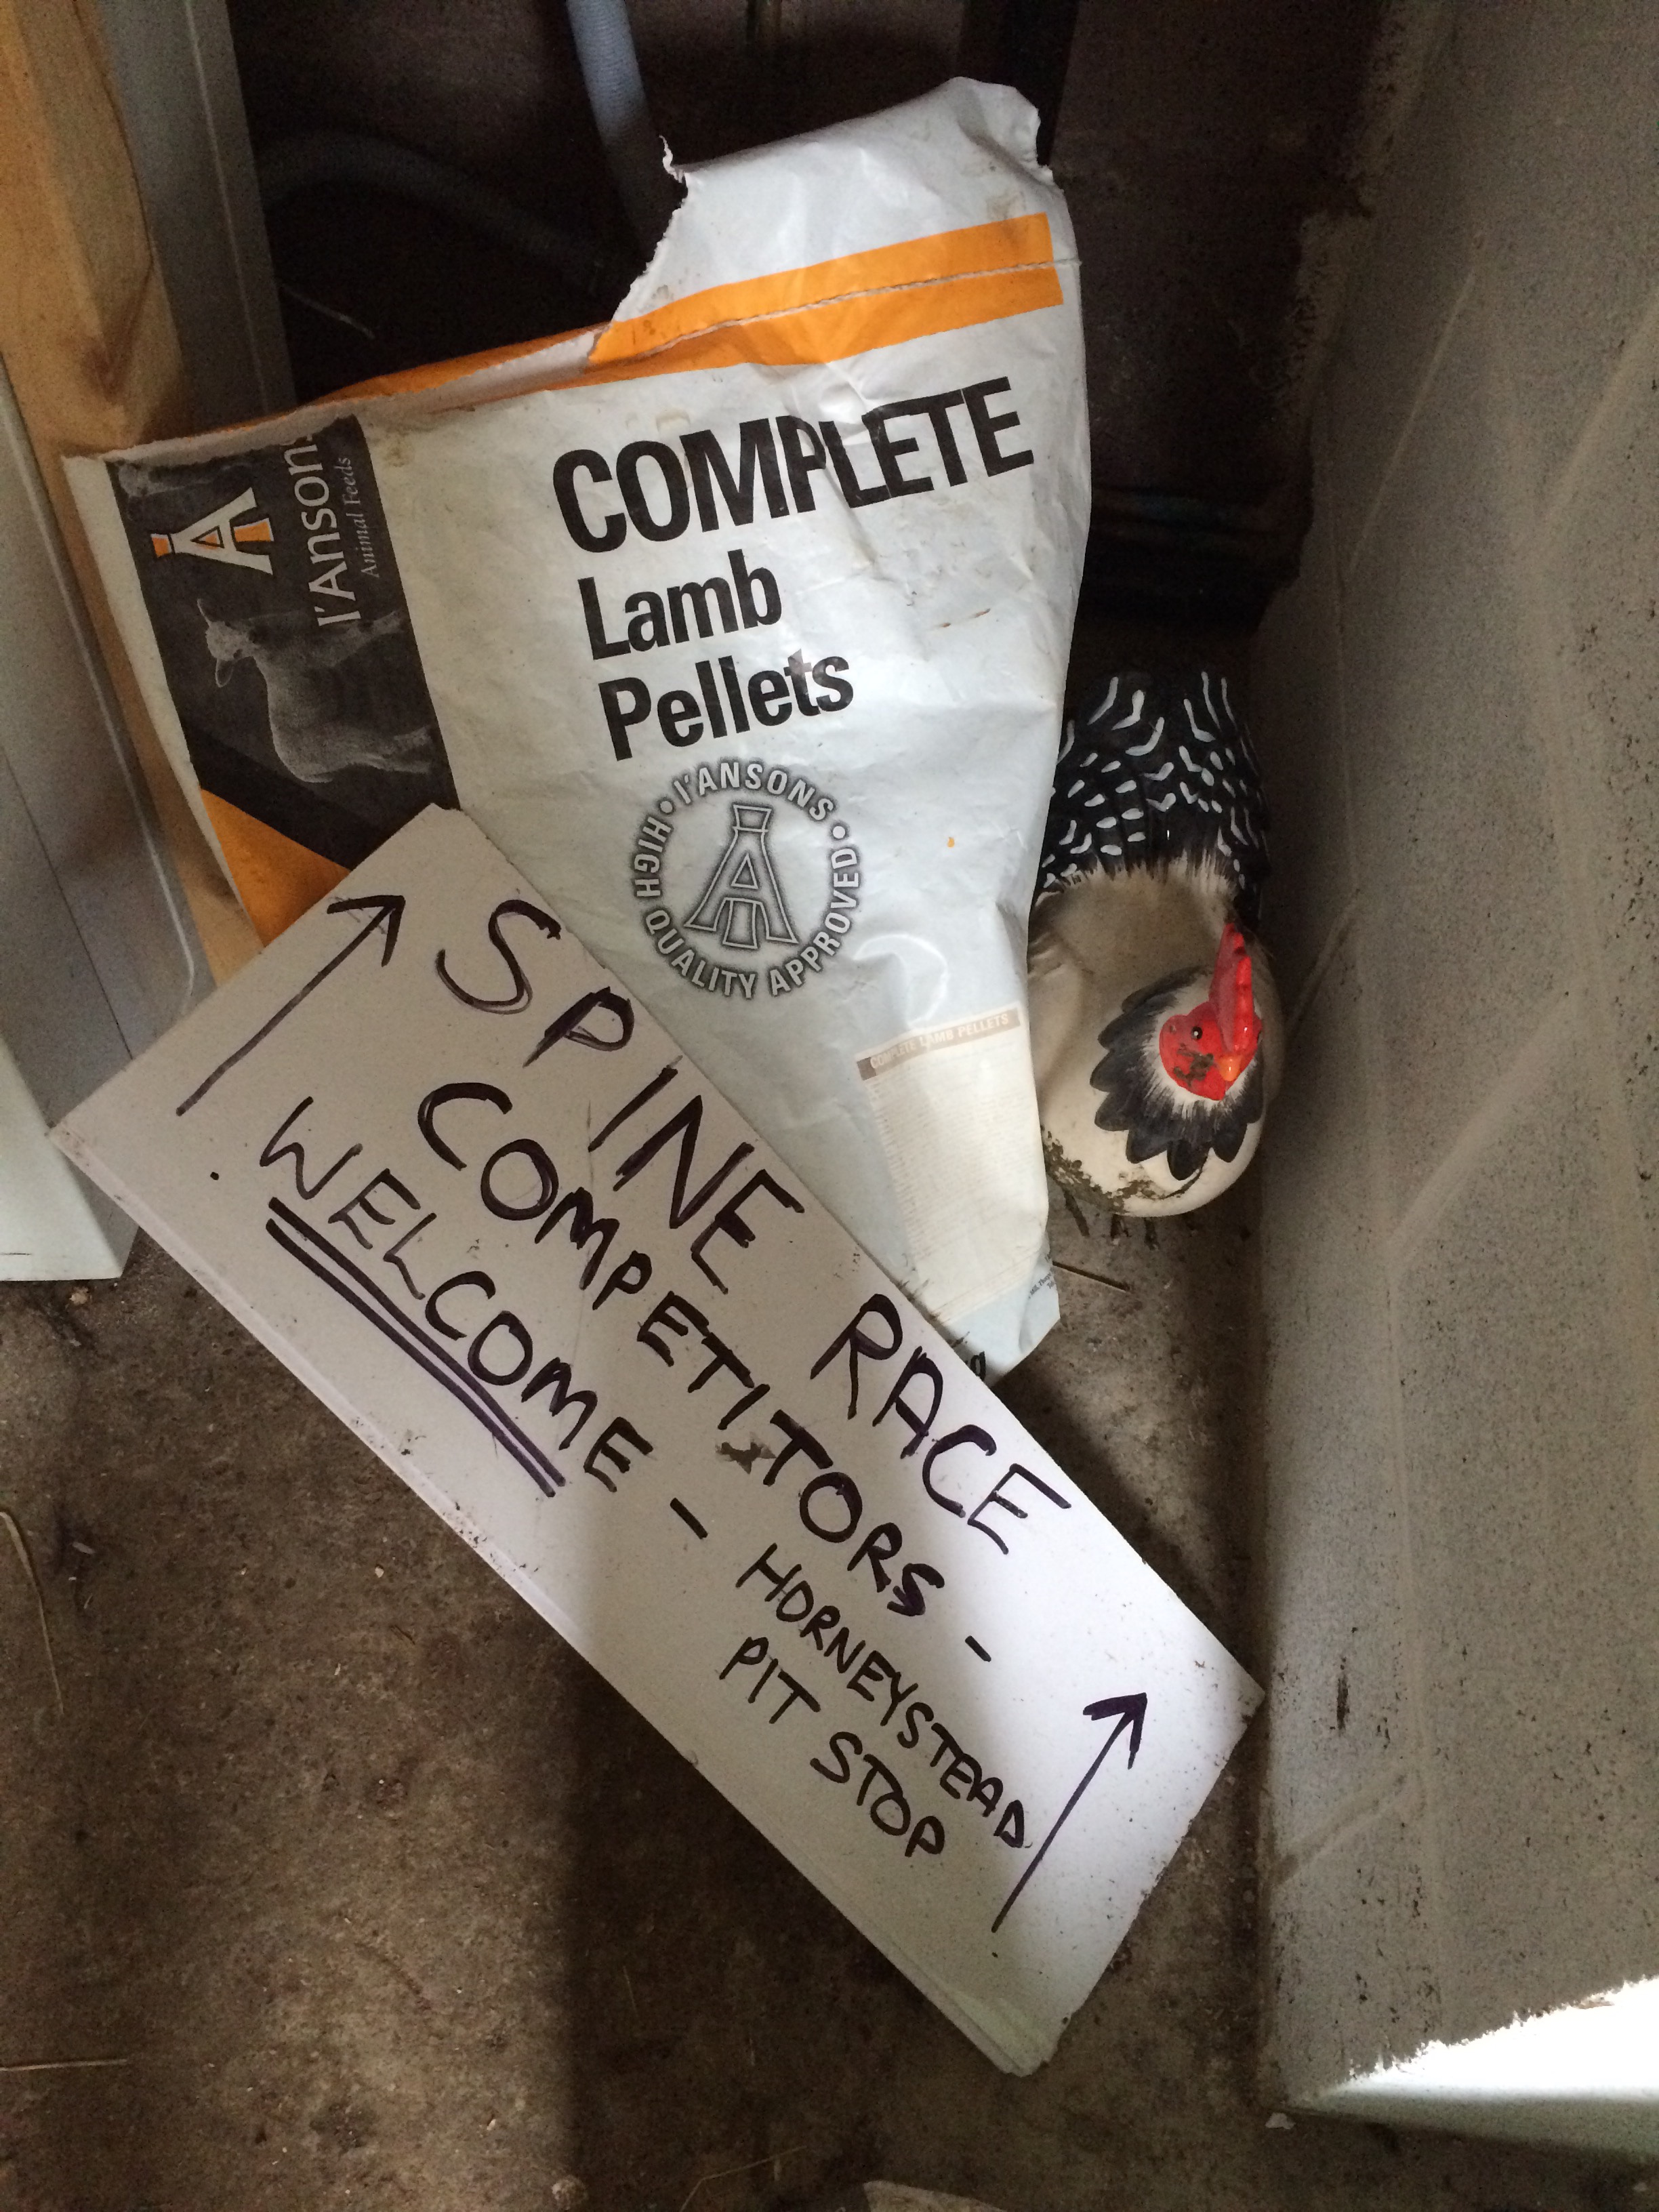 I'Anson
Animal Feeds
COMPLETE
Lamb
Pellets
I'ANSONS • HIGH QUALITY APPROVED •
COMPLETE LAMB PELLETS
SPINE RACE
COMPETITORS -
WELCOME - HORNEYSTEAD
PIT STOP